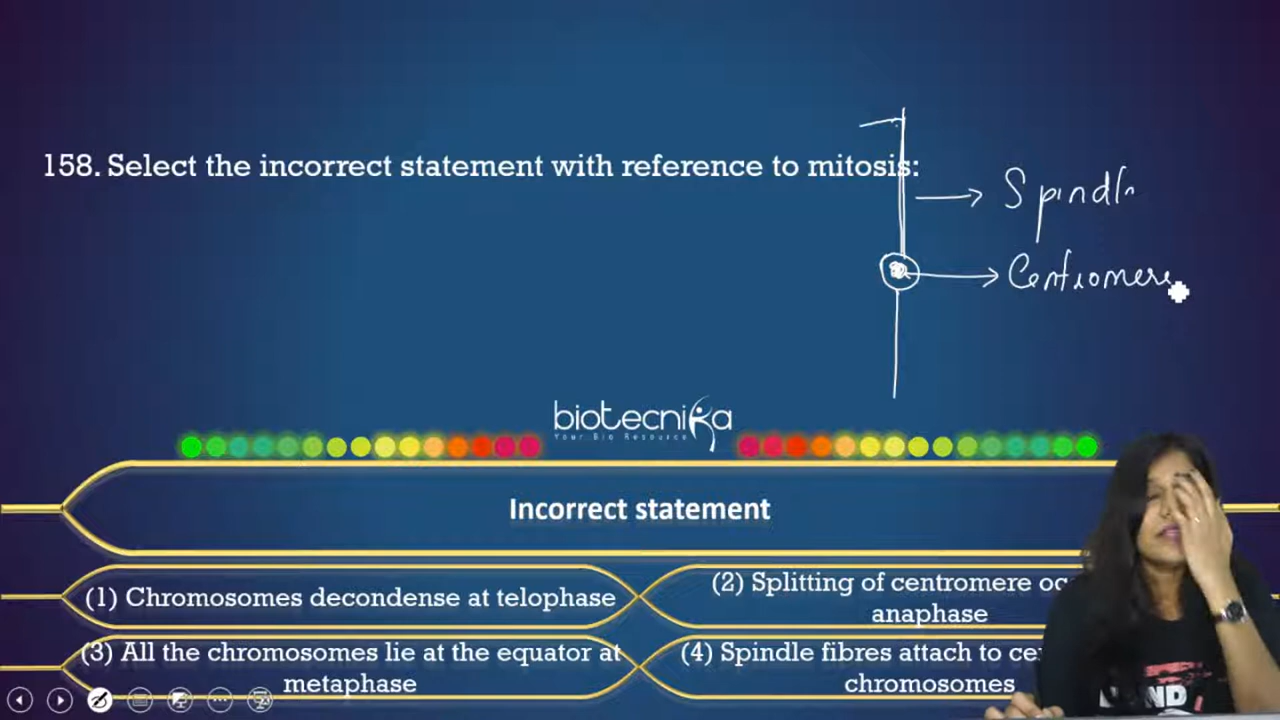 158. Select the incorrect statement with reference to mitosis:
Spindl
Centromere
biotecnika
Your Bio Resource
Incorrect statement
(1) Chromosomes decondense at telophase
(2) Splitting of centromere oc
anaphase
(3) All the chromosomes lie at the equator at
metaphase
(4) Spindle fibres attach to ce
chromosomes
ND